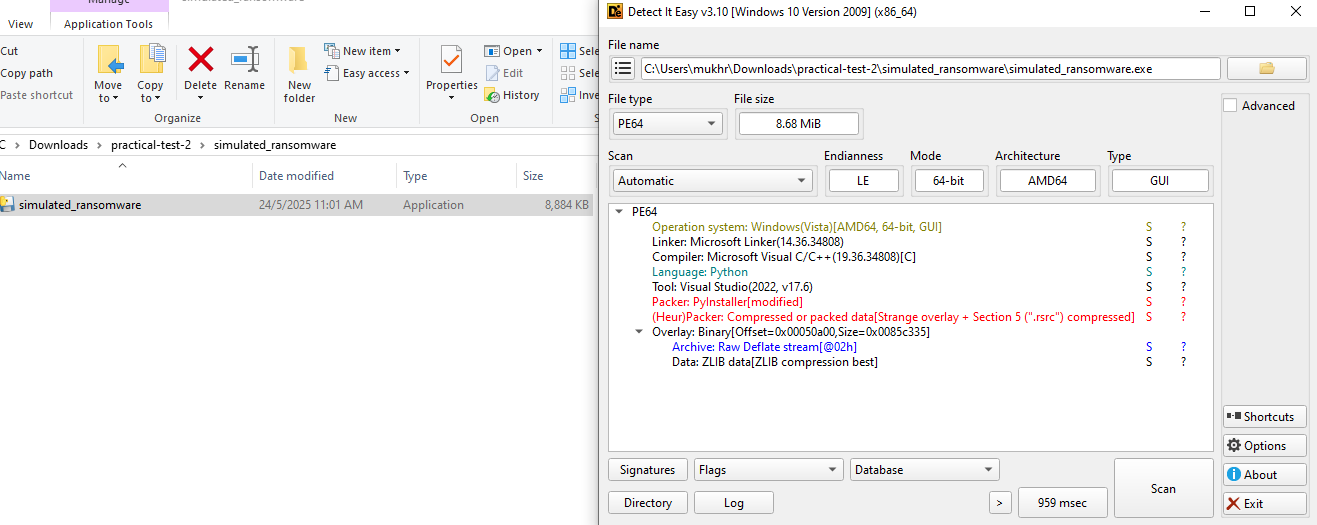 Manage
simulated_ransomware
View
Application Tools
Cut
Copy path
Paste shortcut
Move to
Copy to
Delete
Rename
Organize
New folder
New item
Easy access
New
Properties
Open
Edit
History
Open
Sele
Sele
Inve
S
C > Downloads > practical-test-2 > simulated_ransomware
Name Date modified Type Size
simulated_ransomware 24/5/2025 11:01 AM Application 8,884 KB
Detect It Easy v3.10 [Windows 10 Version 2009] (x86_64)
File name
C:\Users\mukhr\Downloads\practical-test-2\simulated_ransomware\simulated_ransomware.exe
File type File size
PE64 8.68 MiB
Advanced
Scan Endianness Mode Architecture Type
Automatic LE 64-bit AMD64 GUI
PE64
Operation system: Windows(Vista)[AMD64, 64-bit, GUI] S ?
Linker: Microsoft Linker(14.36.34808) S ?
Compiler: Microsoft Visual C/C++(19.36.34808)[C] S ?
Language: Python S ?
Tool: Visual Studio(2022, v17.6) S ?
Packer: PyInstaller[modified] S ?
(Heur)Packer: Compressed or packed data[Strange overlay + Section 5 (".rsrc") compressed] S ?
Overlay: Binary[Offset=0x00050a00,Size=0x0085c335]
Archive: Raw Deflate stream[@02h] S ?
Data: ZLIB data[ZLIB compression best] S ?
Shortcuts
Options
About
Exit
Signatures Flags Database
Scan
Directory Log > 959 msec